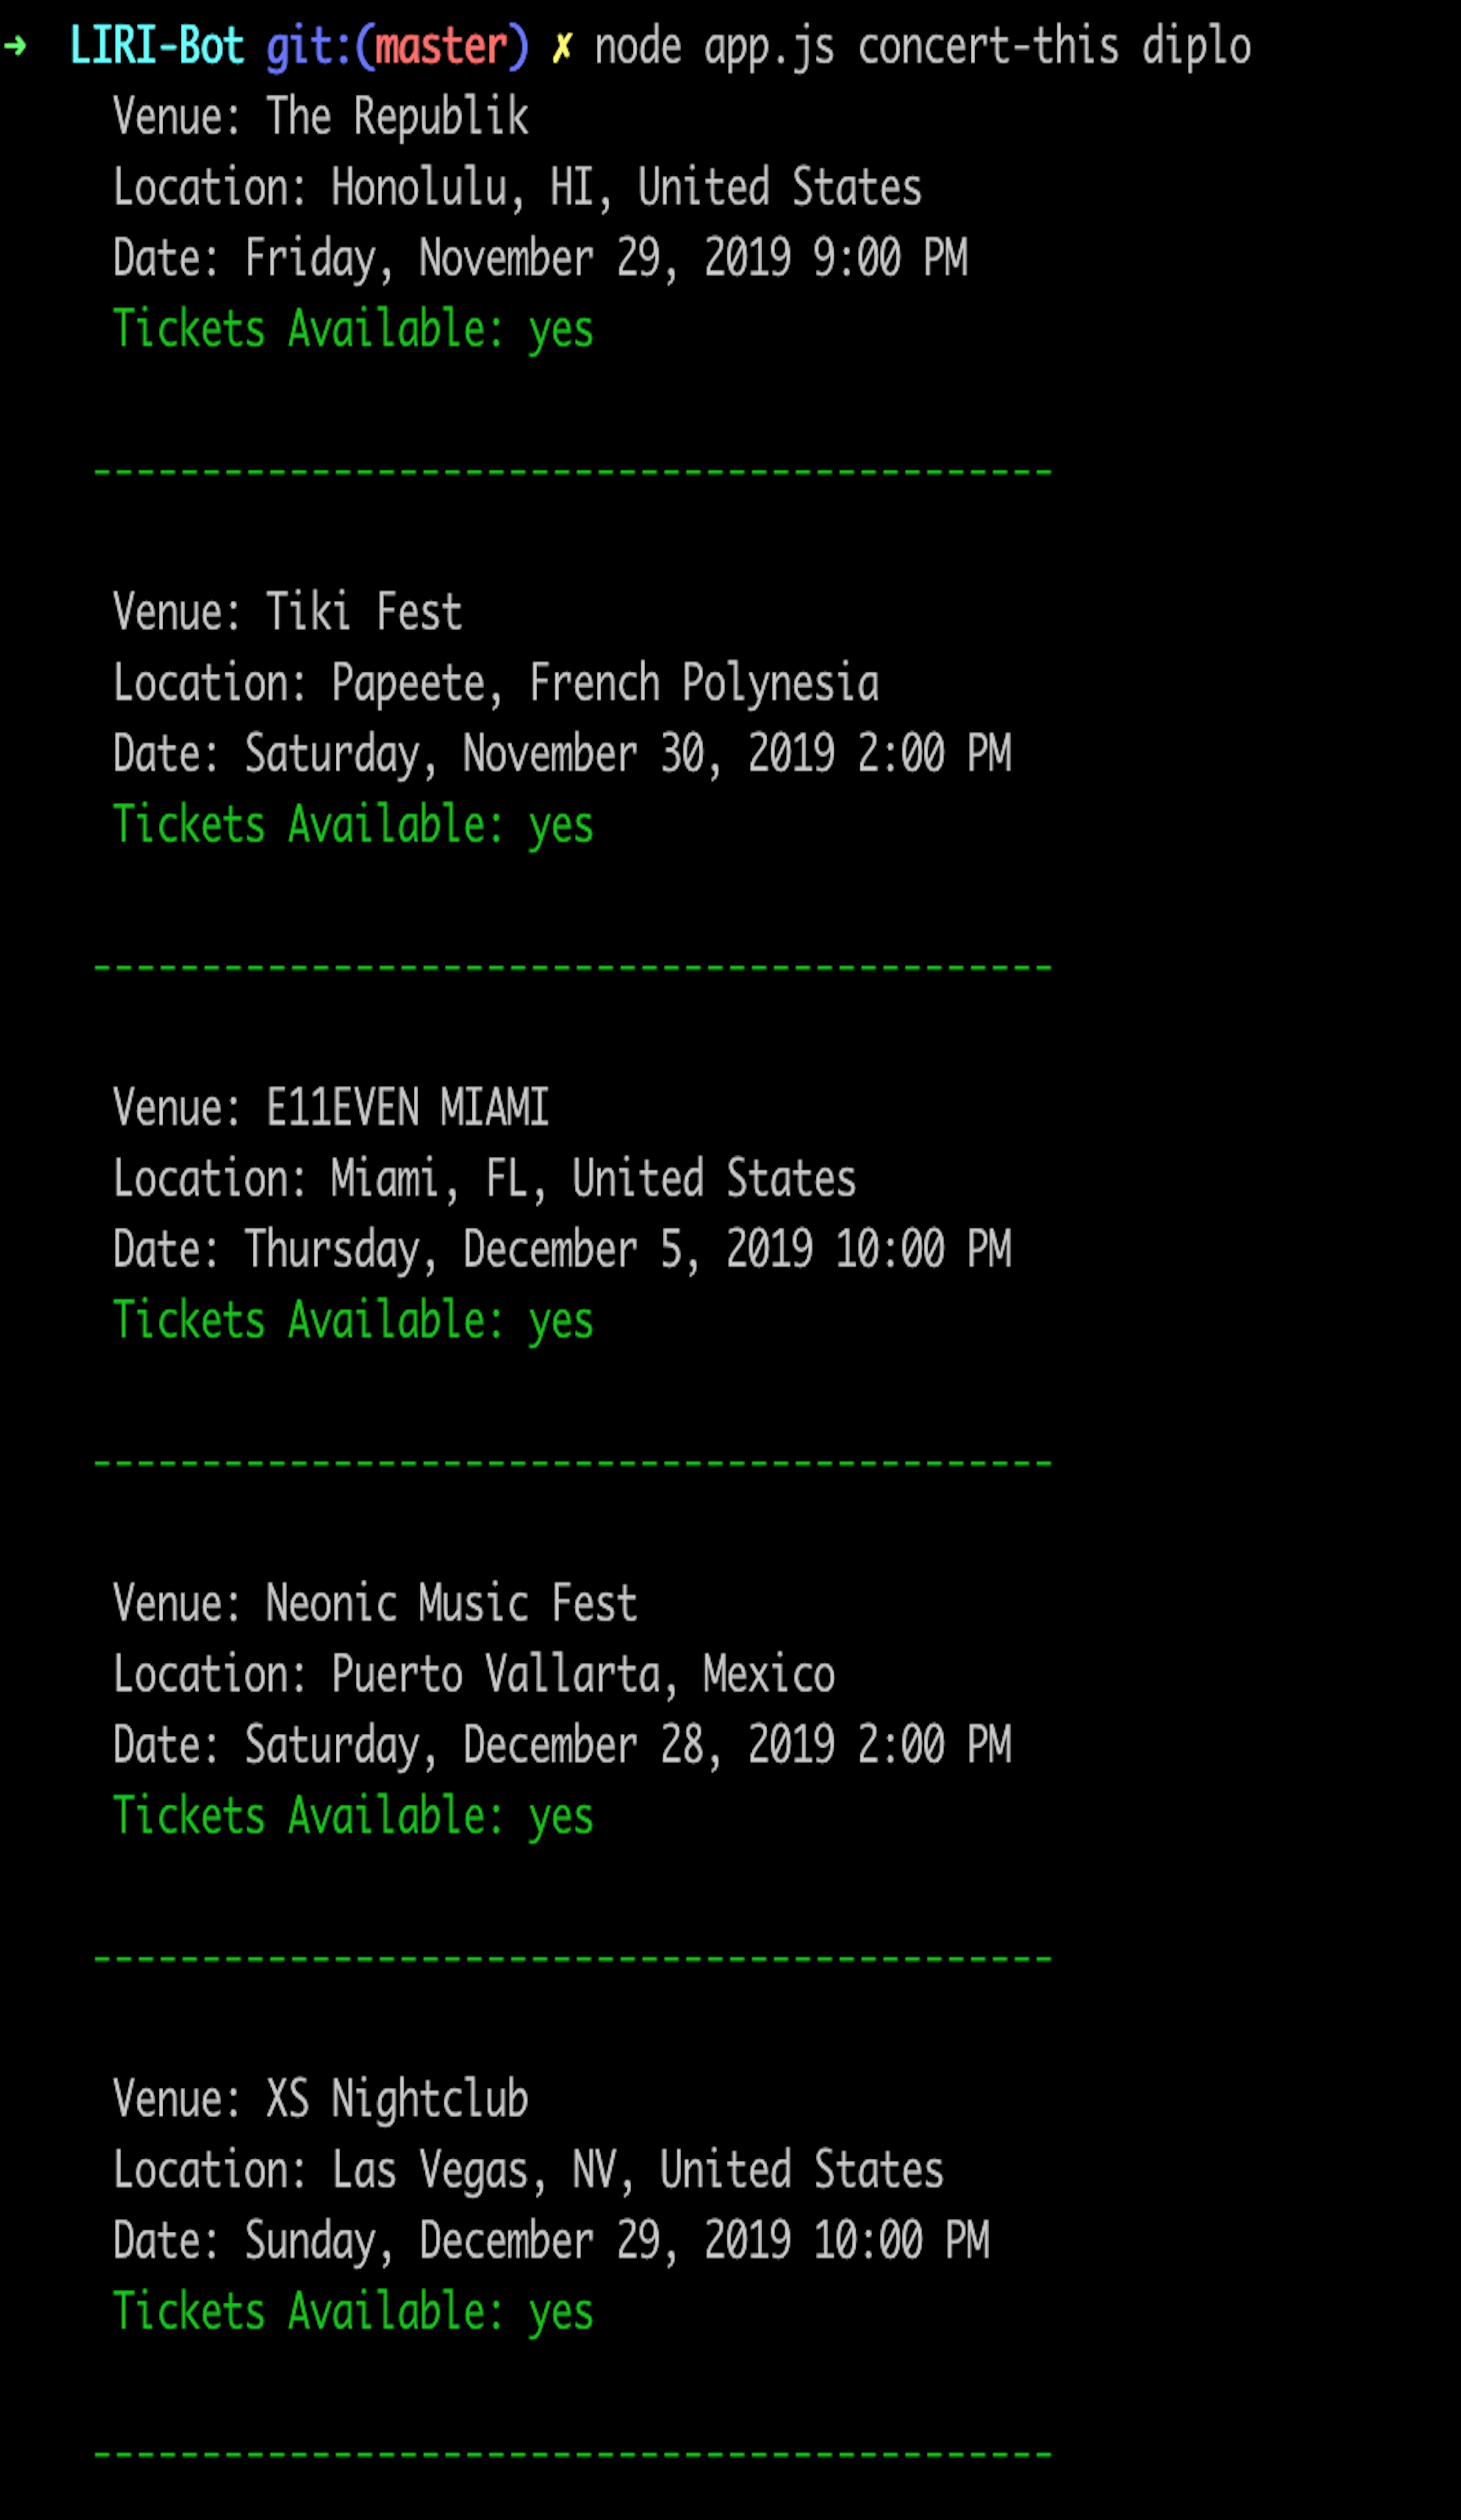 ➜ LIRI-Bot git:(master) ✗ node app.js concert-this diplo
Venue: The Republik
Location: Honolulu, HI, United States
Date: Friday, November 29, 2019 9:00 PM
Tickets Available: yes
--------------------------------------------
Venue: Tiki Fest
Location: Papeete, French Polynesia
Date: Saturday, November 30, 2019 2:00 PM
Tickets Available: yes
--------------------------------------------
Venue: E11EVEN MIAMI
Location: Miami, FL, United States
Date: Thursday, December 5, 2019 10:00 PM
Tickets Available: yes
--------------------------------------------
Venue: Neonic Music Fest
Location: Puerto Vallarta, Mexico
Date: Saturday, December 28, 2019 2:00 PM
Tickets Available: yes
--------------------------------------------
Venue: XS Nightclub
Location: Las Vegas, NV, United States
Date: Sunday, December 29, 2019 10:00 PM
Tickets Available: yes
--------------------------------------------